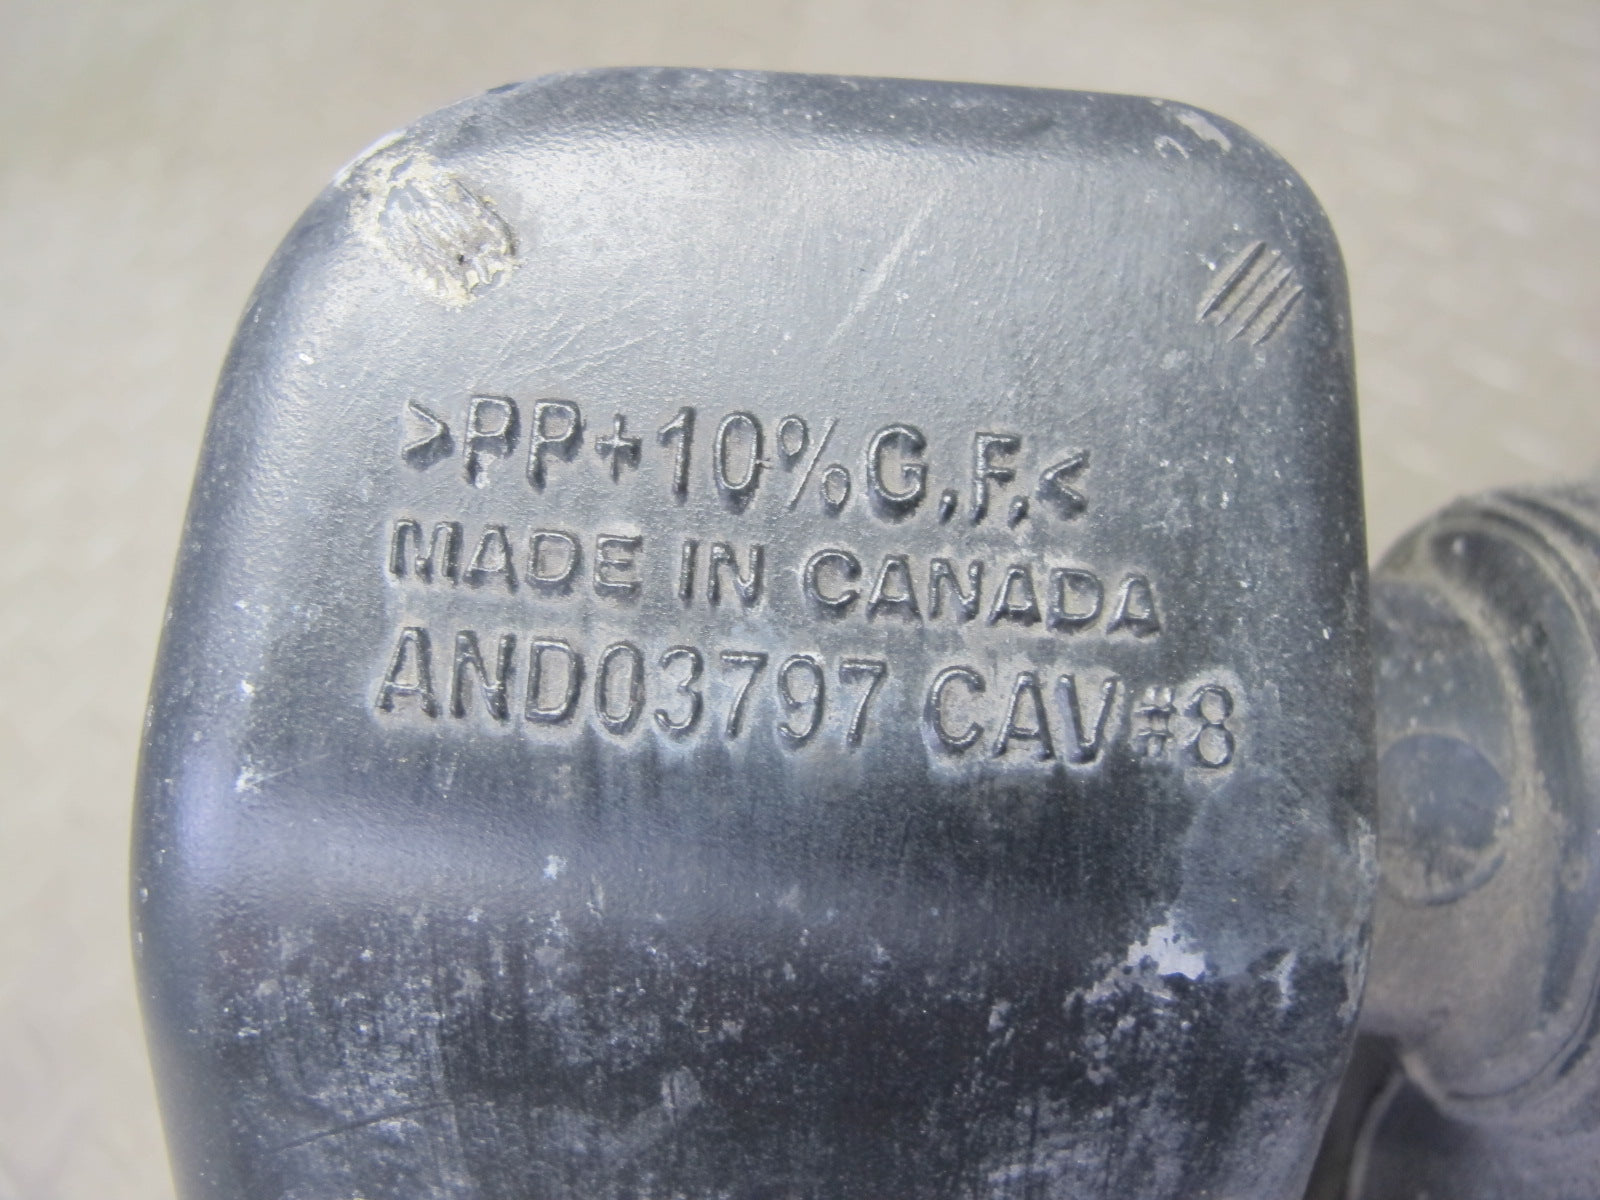 >PP+10%G.F.<
MADE IN CANADA
AND03797 CAV#8